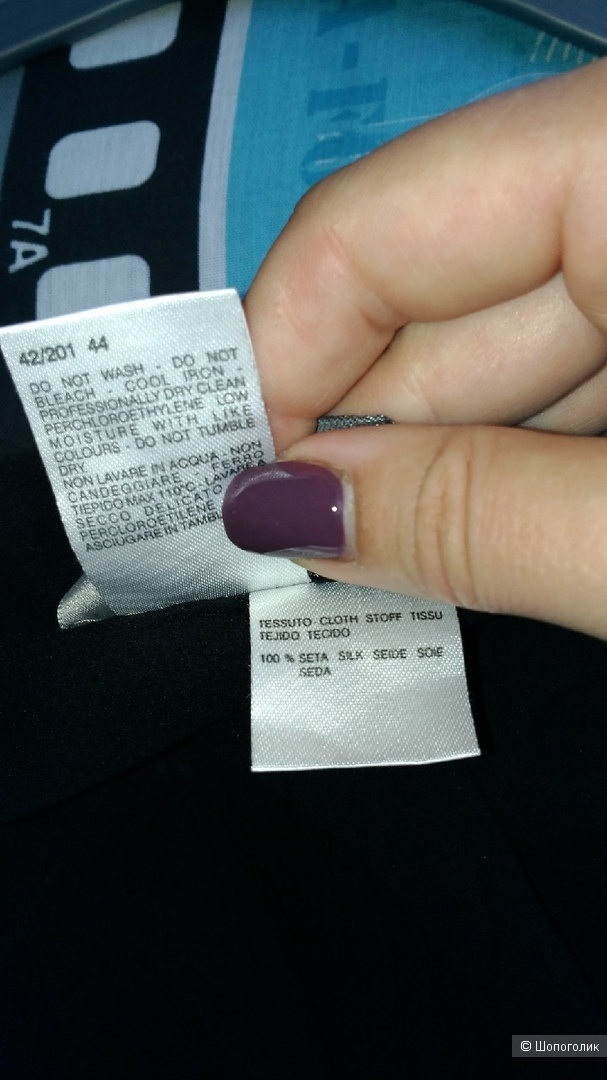 7A
42/201 44
DO NOT WASH - DO NOT
BLEACH - COOL IRON -
PROFESSIONALLY DRY CLEAN
PERCHLOROETHYLENE LOW
MOISTURE WITH LIKE
COLOURS - DO NOT TUMBLE
DRY.
NON LAVARE IN ACQUA - NON
CANDEGGIARE - FERRO
TIEPIDO MAX 110°C - LAVARE A
SECCO DELICATO
PERCLOROETILENE
ASCIUGARE IN
TESSUTO CLOTH STOFF TISSU
TEJIDO TECIDO
100 % SETA SILK SEIDE SOIE
SEDA
© Шопоголик